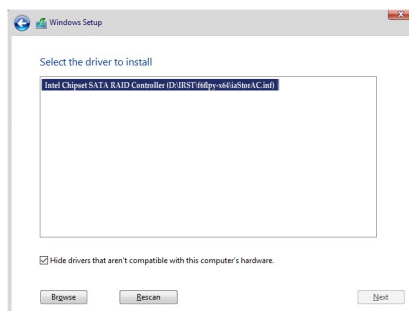 Windows Setup
Select the driver to install
Intel Chipset SATA RAID Controller (D:\IRST\f6flpy-x64\iaStorAC.inf)
Hide drivers that aren't compatible with this computer's hardware.
Browse
Rescan
Next